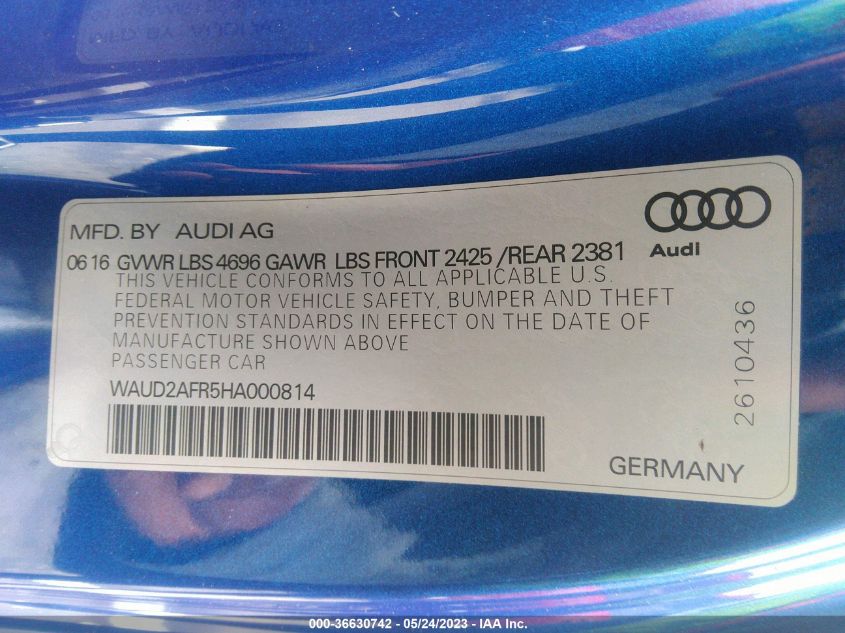 MFD. BY AUDI AG
Audi
06 16 GVWR LBS 4696 GAWR LBS FRONT 2425 /REAR 2381
THIS VEHICLE CONFORMS TO ALL APPLICABLE U.S.
FEDERAL MOTOR VEHICLE SAFETY, BUMPER AND THEFT
PREVENTION STANDARDS IN EFFECT ON THE DATE OF
MANUFACTURE SHOWN ABOVE
PASSENGER CAR
WAUD2AFR5HA000814
2610436
GERMANY
000-36630742 - 05/24/2023 - IAA Inc.